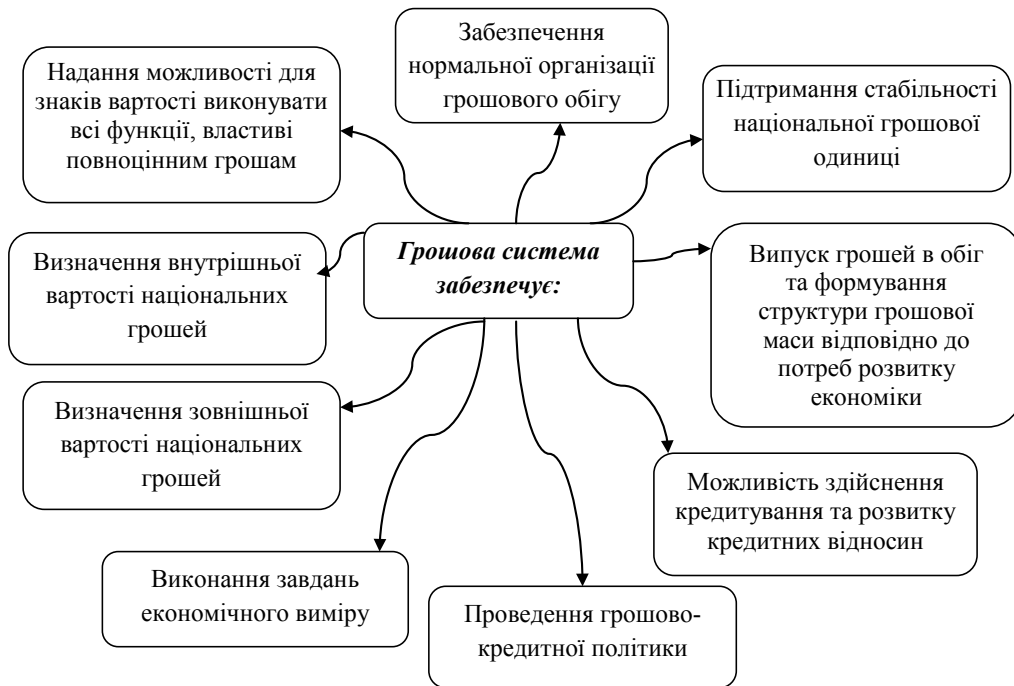 Забезпечення
нормальної організації
грошового обігу
Надання можливості для
знаків вартості виконувати
всі функції, властиві
повноцінним грошам
Підтримання стабільності
національної грошової
одиниці
Грошова система
забезпечує:
Визначення внутрішньої
вартості національних
грошей
Випуск грошей в обіг
та формування
структури грошової
маси відповідно до
потреб розвитку
економіки
Визначення зовнішньої
вартості національних
грошей
Можливість здійснення
кредитування та розвитку
кредитних відносин
Виконання завдань
економічного виміру
Проведення грошово-
кредитної політики